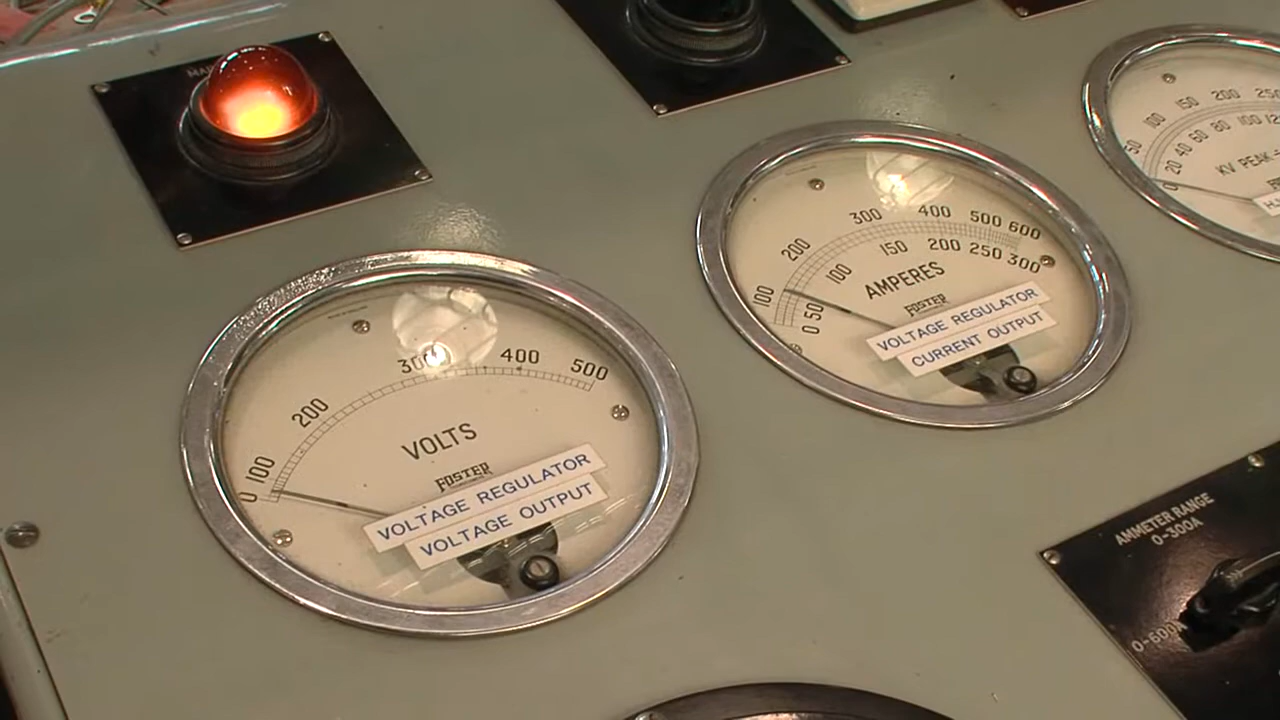 0 100 200 300 400 500
VOLTS
FOSTER
VOLTAGE REGULATOR
VOLTAGE OUTPUT
100 200 300 400 500 600
0 50 100 150 200 250 300
AMPERES
FOSTER
VOLTAGE REGULATOR
CURRENT OUTPUT
50 100 150 200
0 20 40 60 80 100
KV PEAK
AMMETER RANGE
0-300A
0-600A